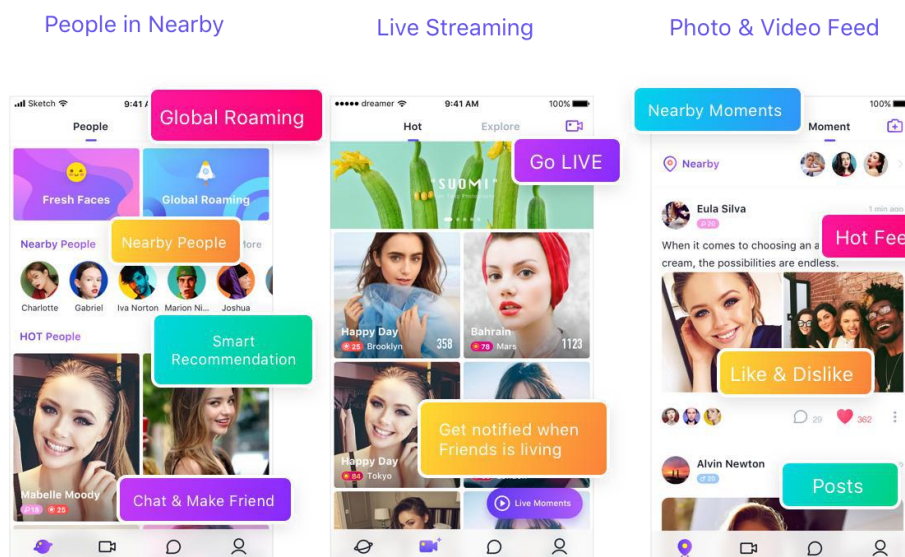 People in Nearby
Live Streaming
Photo & Video Feed
Sketch
9:41 A
People
Global Roaming
Fresh Faces
Global Roaming
Nearby People
Nearby People
Charlotte
Gabriel
Iva Norton
Marion Ni...
Joshua
HOT People
Smart
Recommendation
Mabelle Moody
18
25
Chat & Make Friend
dreamer
9:41 AM
100%
Hot
Explore
Go LIVE
"SUOMI"
Happy Day
25 Brooklyn
358
Bahrain
78 Mars
1123
Get notified when
Friends is living
Happy Day
84 Tokyo
Live Moments
100%
Nearby Moments
Moment
Nearby
Eula Silva
20
1 min ago
Hot Fee
When it comes to choosing an a
cream, the possibilities are endless.
Like & Dislike
29
362
Alvin Newton
20
Posts